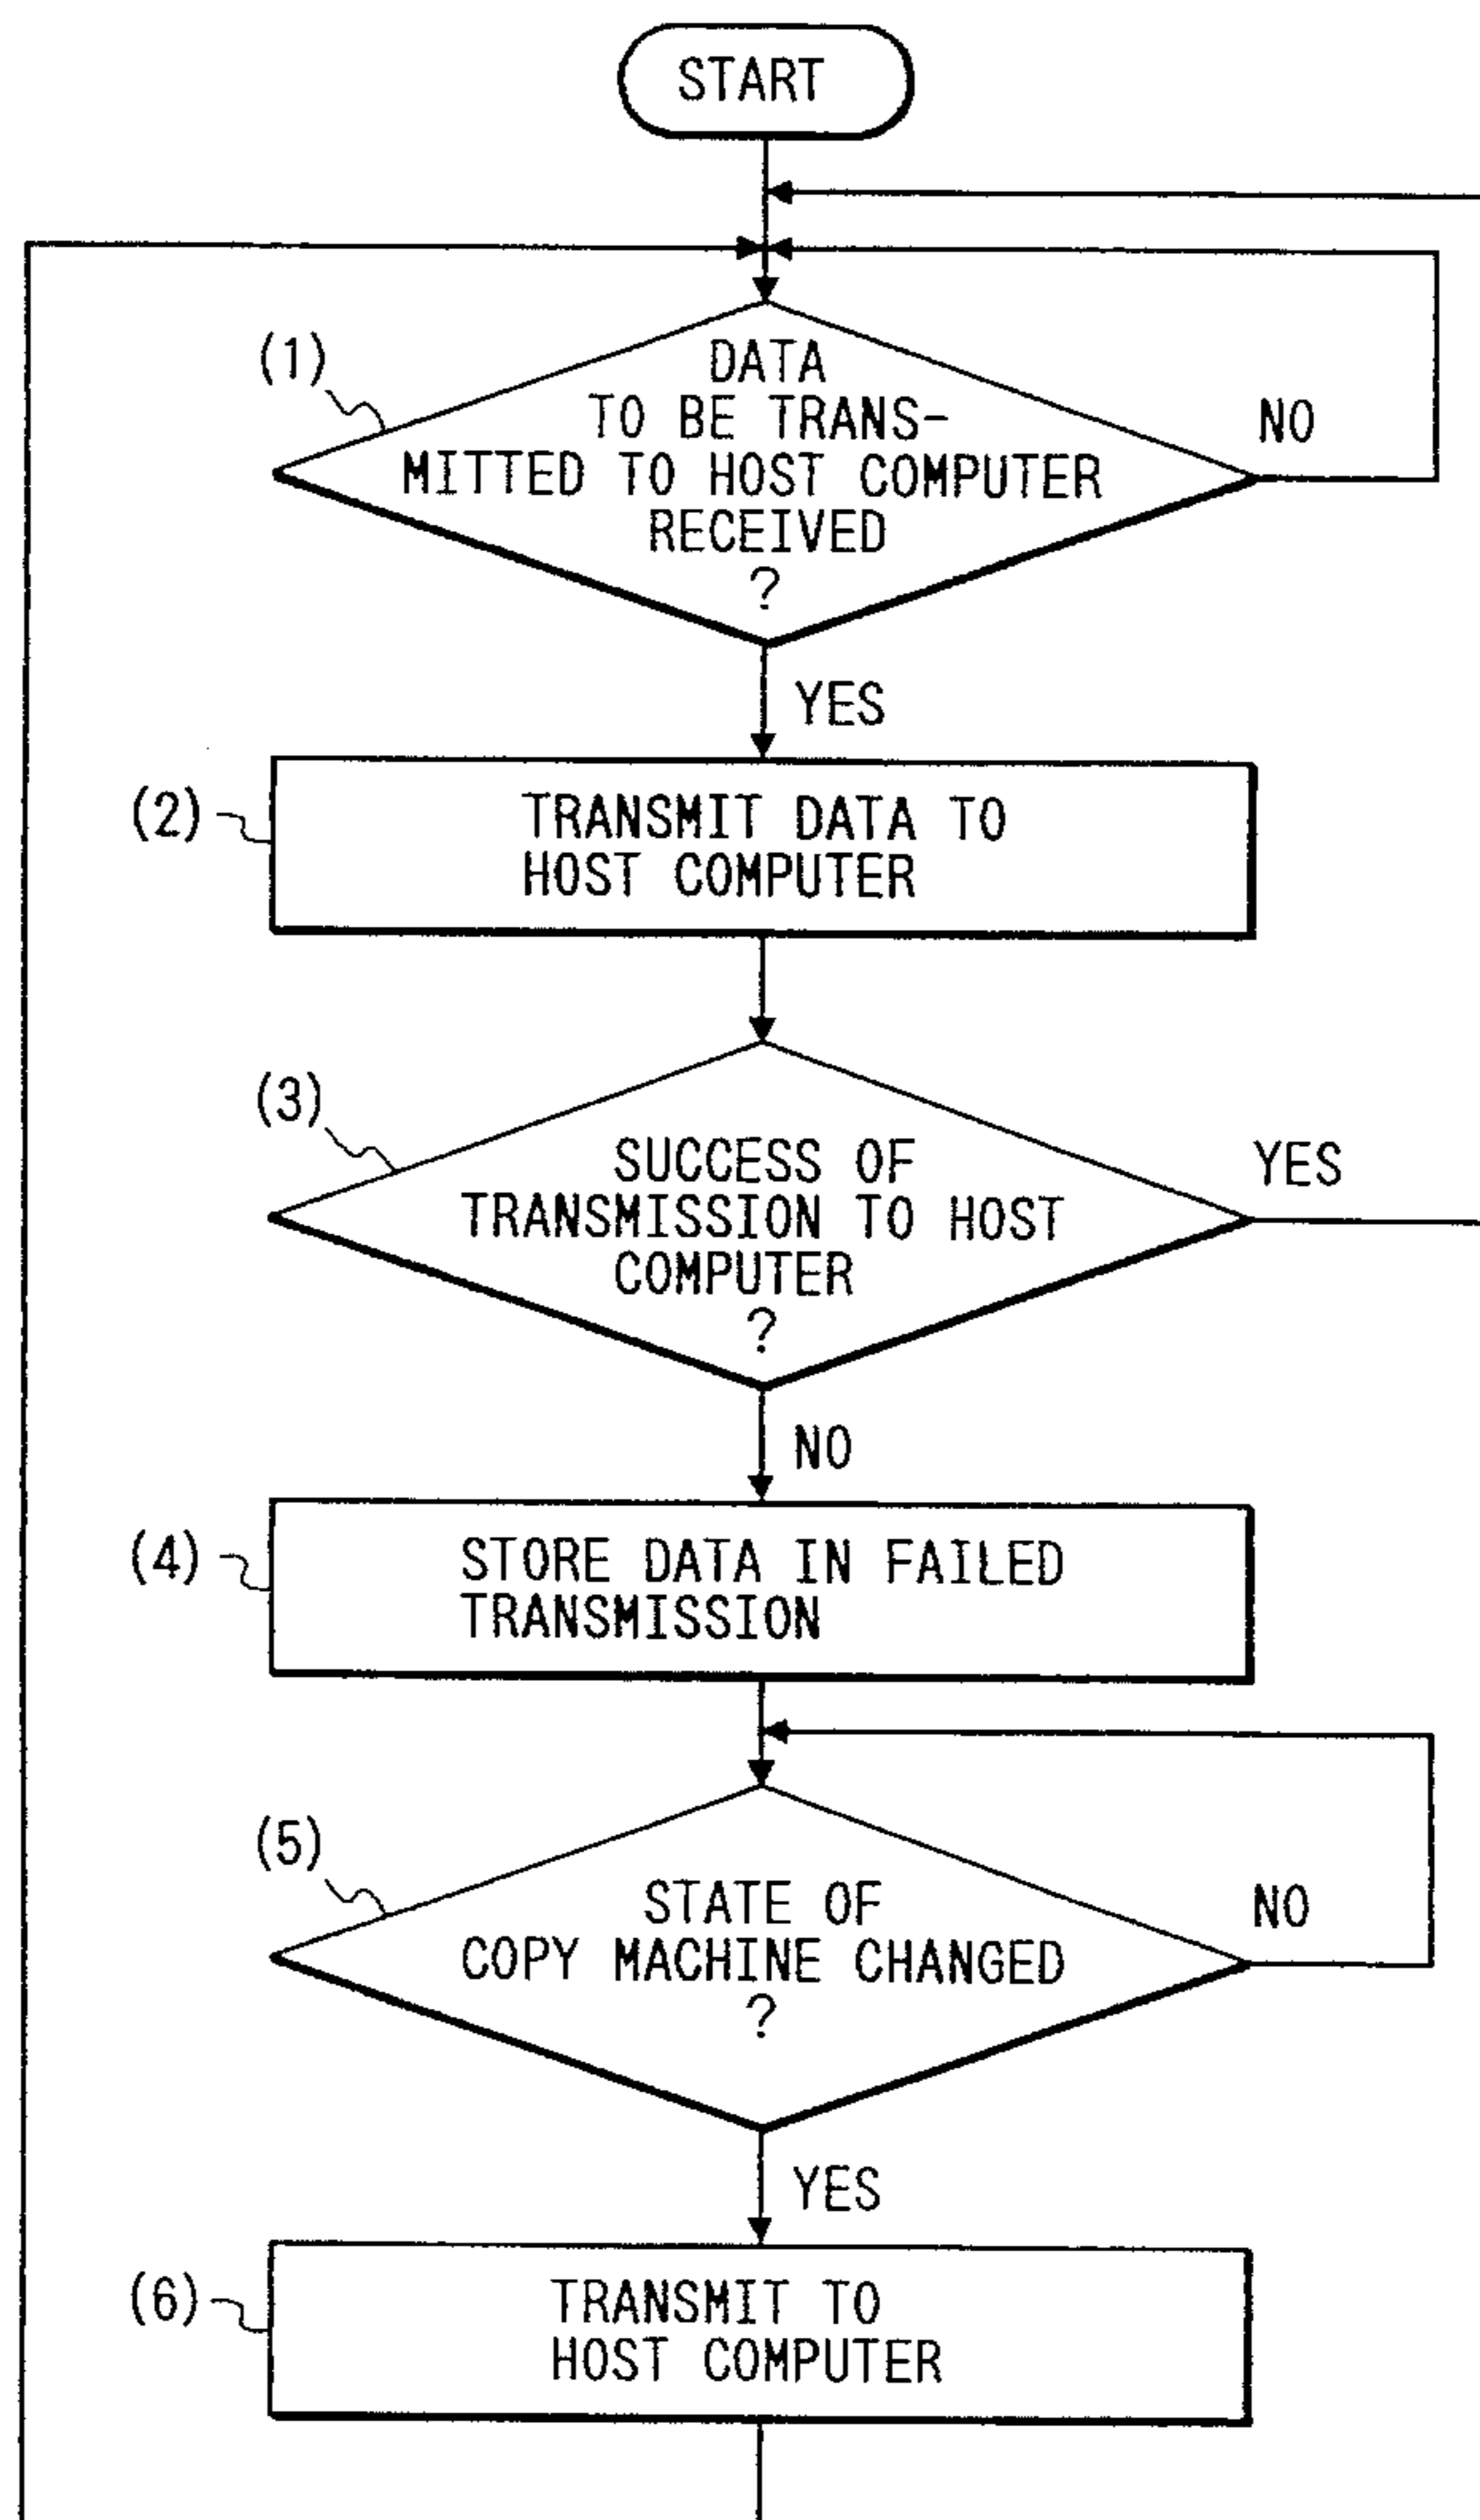 START
(1)
DATA
TO BE TRANS-
MITTED TO HOST COMPUTER
RECEIVED
?
NO
YES
(2)
TRANSMIT DATA TO
HOST COMPUTER
(3)
SUCCESS OF
TRANSMISSION TO HOST
COMPUTER
?
YES
NO
(4)
STORE DATA IN FAILED
TRANSMISSION
(5)
STATE OF
COPY MACHINE CHANGED
?
NO
YES
(6)
TRANSMIT TO
HOST COMPUTER